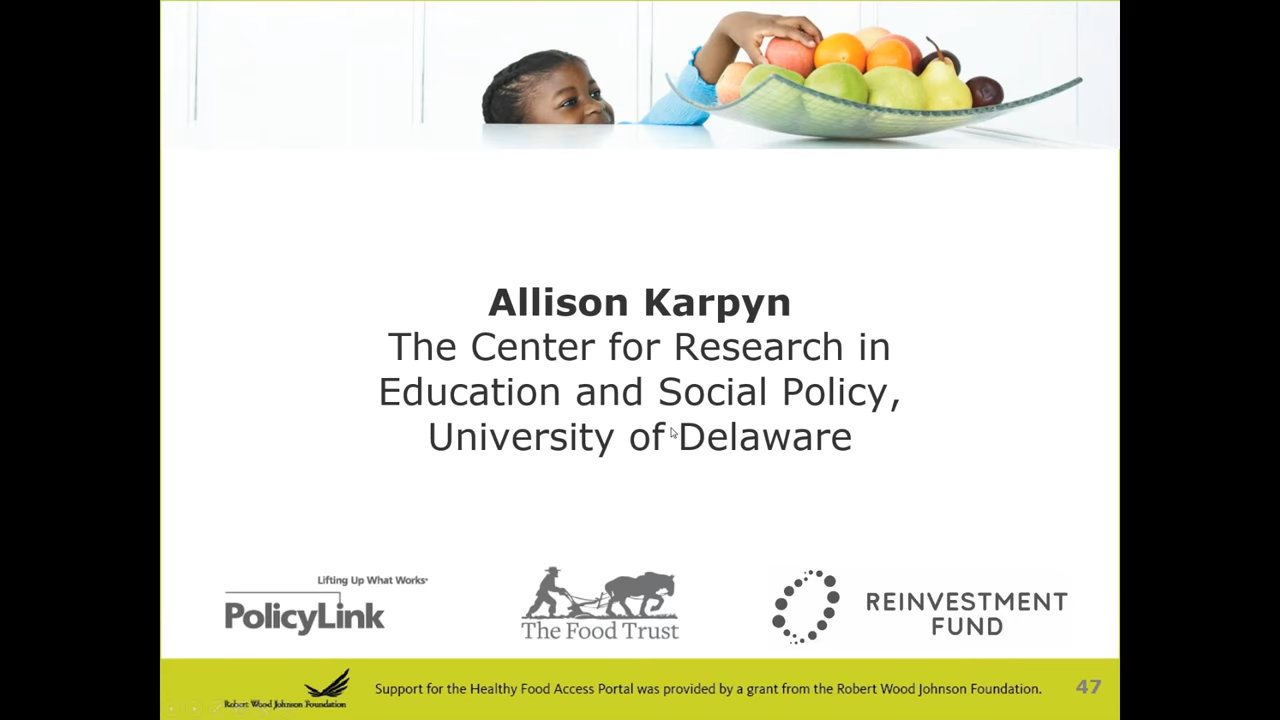 Allison Karpyn
The Center for Research in
Education and Social Policy,
University of Delaware
Lifting Up What Works®
PolicyLink
The Food Trust
REINVESTMENT
FUND
Robert Wood Johnson Foundation
Support for the Healthy Food Access Portal was provided by a grant from the Robert Wood Johnson Foundation.
47